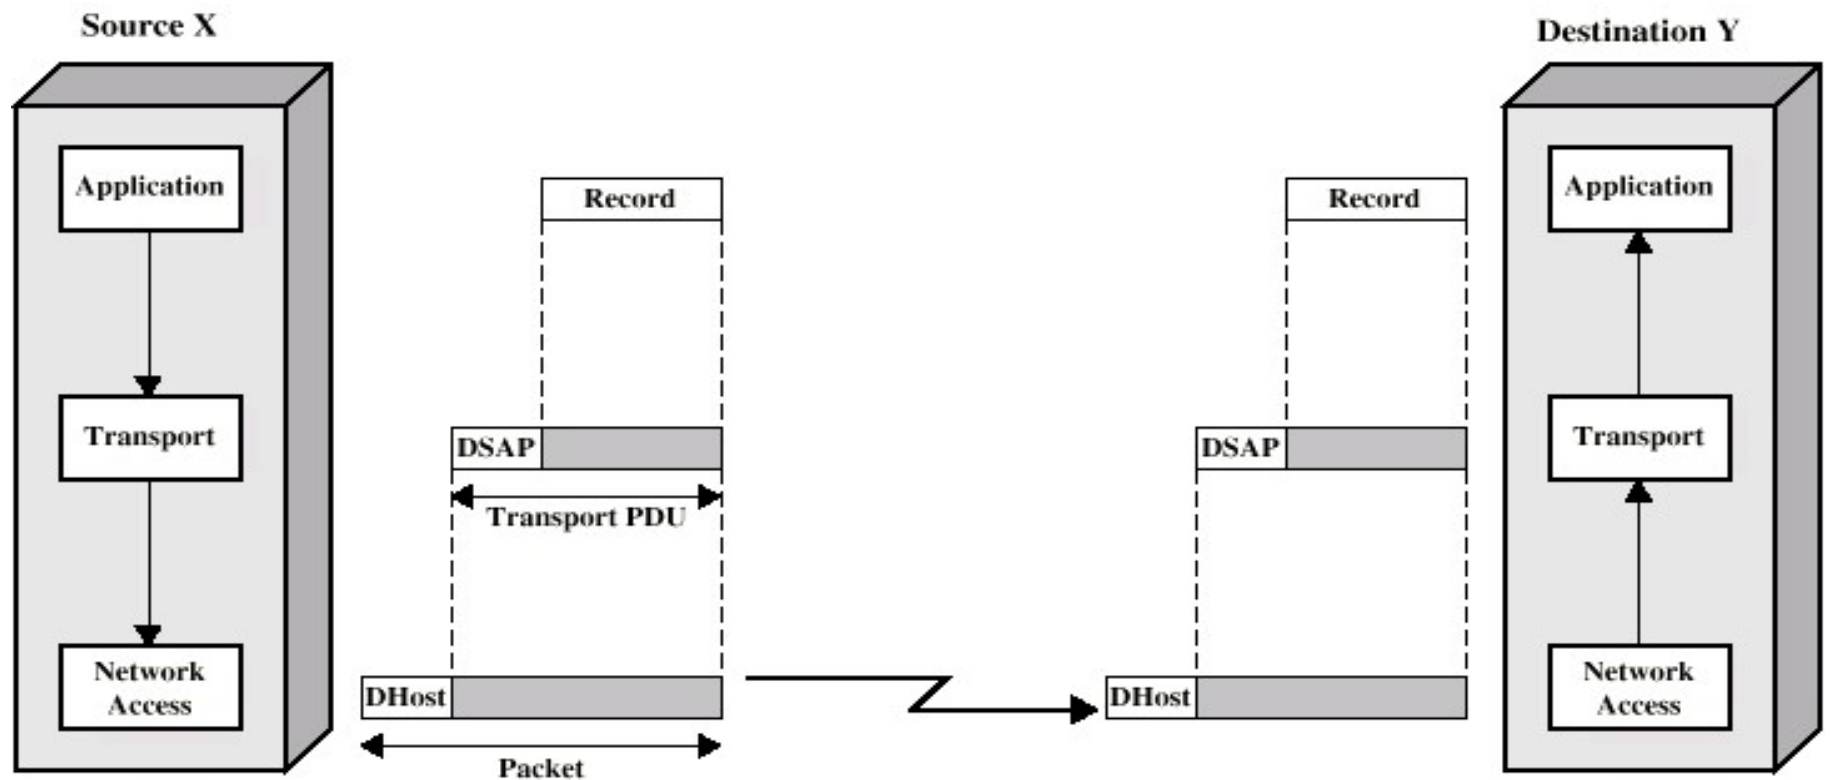 Source X
Destination Y
Application
Record
Record
Application
Transport
DSAP
DSAP
Transport
Transport PDU
Network
Access
DHost
DHost
Network
Access
Packet